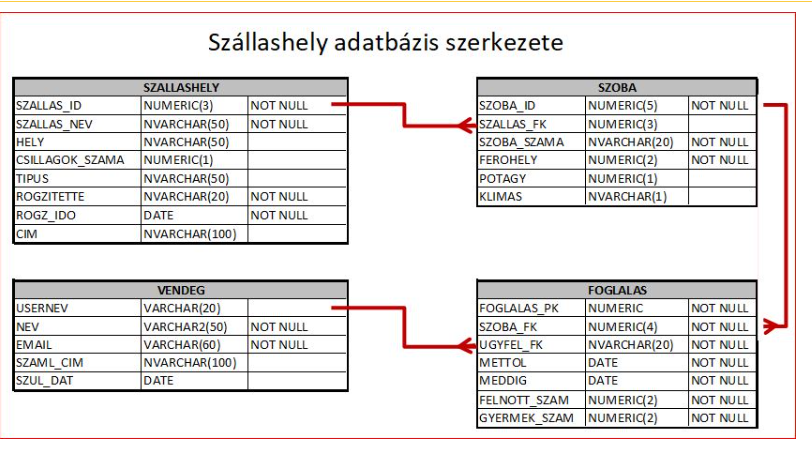 Szállashely adatbázis szerkezete
SZALLASHELY
SZALLAS_ID NUMERIC(3) NOT NULL
SZALLAS_NEV NVARCHAR(50) NOT NULL
HELY NVARCHAR(50)
CSILLAGOK_SZAMA NUMERIC(1)
TIPUS NVARCHAR(50)
ROGZITETTE NVARCHAR(20) NOT NULL
ROGZ_IDO DATE NOT NULL
CIM NVARCHAR(100)
SZOBA
SZOBA_ID NUMERIC(5) NOT NULL
SZALLAS_FK NUMERIC(3)
SZOBA_SZAMA NVARCHAR(20) NOT NULL
FEROHELY NUMERIC(2) NOT NULL
POTAGY NUMERIC(1)
KLIMAS NVARCHAR(1)
VENDEG
USERNEV VARCHAR(20)
NEV VARCHAR2(50) NOT NULL
EMAIL VARCHAR(60) NOT NULL
SZAML_CIM NVARCHAR(100)
SZUL_DAT DATE
FOGLALAS
FOGLALAS_PK NUMERIC NOT NULL
SZOBA_FK NUMERIC(4) NOT NULL
UGYFEL_FK NVARCHAR(20) NOT NULL
METTOL DATE NOT NULL
MEDDIG DATE NOT NULL
FELNOTT_SZAM NUMERIC(2) NOT NULL
GYERMEK_SZAM NUMERIC(2) NOT NULL